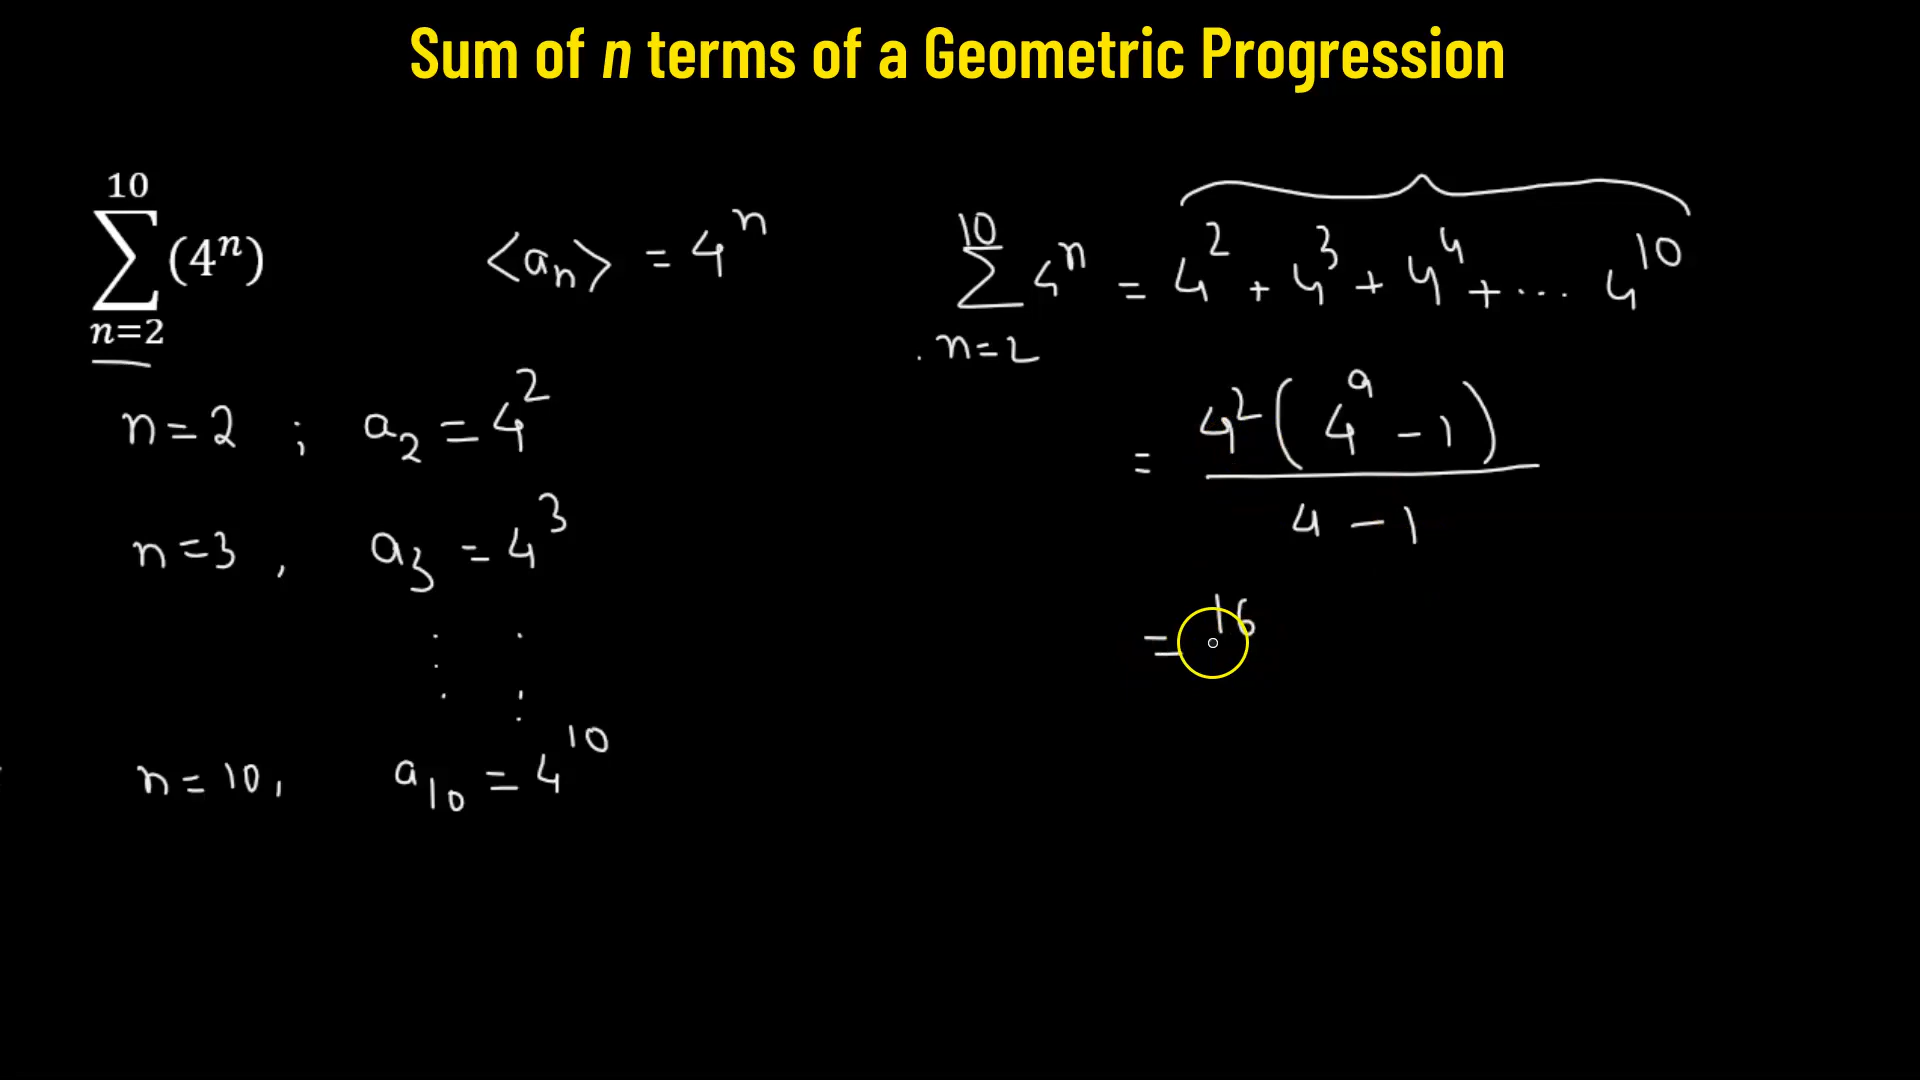 Sum of n terms of a Geometric Progression
10
∑ (4ⁿ)
n=2
⟨aₙ⟩ = 4ⁿ
n=2 ; a₂ = 4²
n=3 , a₃ = 4³
⋮ ⋮
n=10, a₁₀ = 4¹⁰
10
∑ 4ⁿ = 4² + 4³ + 4⁴ + ... 4¹⁰
n=2
= 4² ( 4⁹ - 1 )
4 - 1
= 16